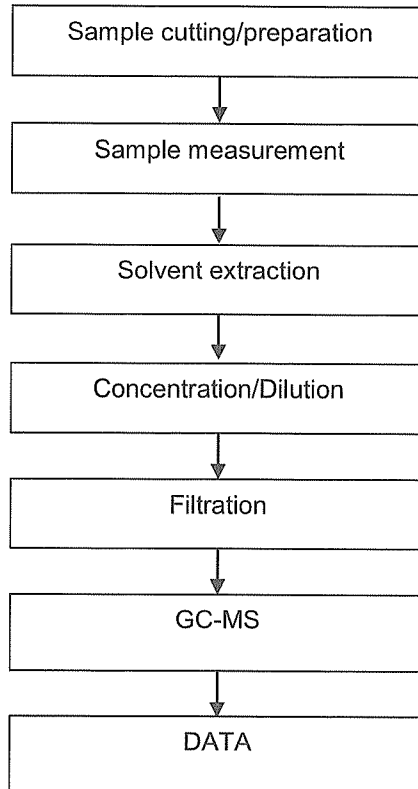 Sample cutting/preparation
Sample measurement
Solvent extraction
Concentration/Dilution
Filtration
GC-MS
DATA